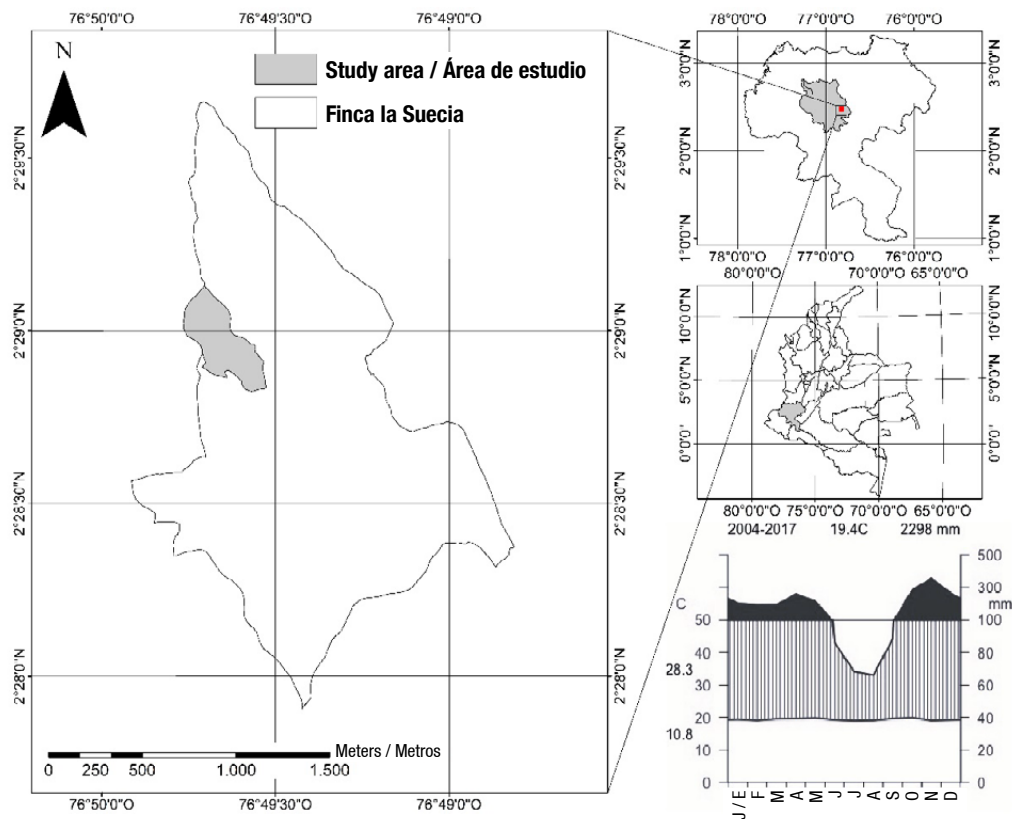 76°50'0"O 76°49'30"O 76°49'0"O
N
Study area / Área de estudio
Finca la Suecia
2°29'30"N 2°29'30"N
2°29'0"N 2°29'0"N
2°28'30"N 2°28'30"N
2°28'0"N 2°28'0"N
Meters / Metros
0 250 500 1.000 1.500
76°50'0"O 76°49'30"O 76°49'0"O
78°0'0"O 77°0'0"O 76°0'0"O
3°0'0"N 3°0'0"N
2°0'0"N 2°0'0"N
1°0'0"N 1°0'0"N
78°0'0"O 77°0'0"O 76°0'0"O
80°0'0"O 70°0'0"O 65°0'0"O
10°0'0"N 10°0'0"N
5°0'0"N 5°0'0"N
0°0'0" 0°0'0"
80°0'0"O 75°0'0"O 70°0'0"O 65°0'0"O
2004-2017 19.4C 2298 mm
500
300
C mm
50 100
40 80
28.3
30 60
20 40
10.8
10 20
0 0
J / E F M A M J J A S O N D